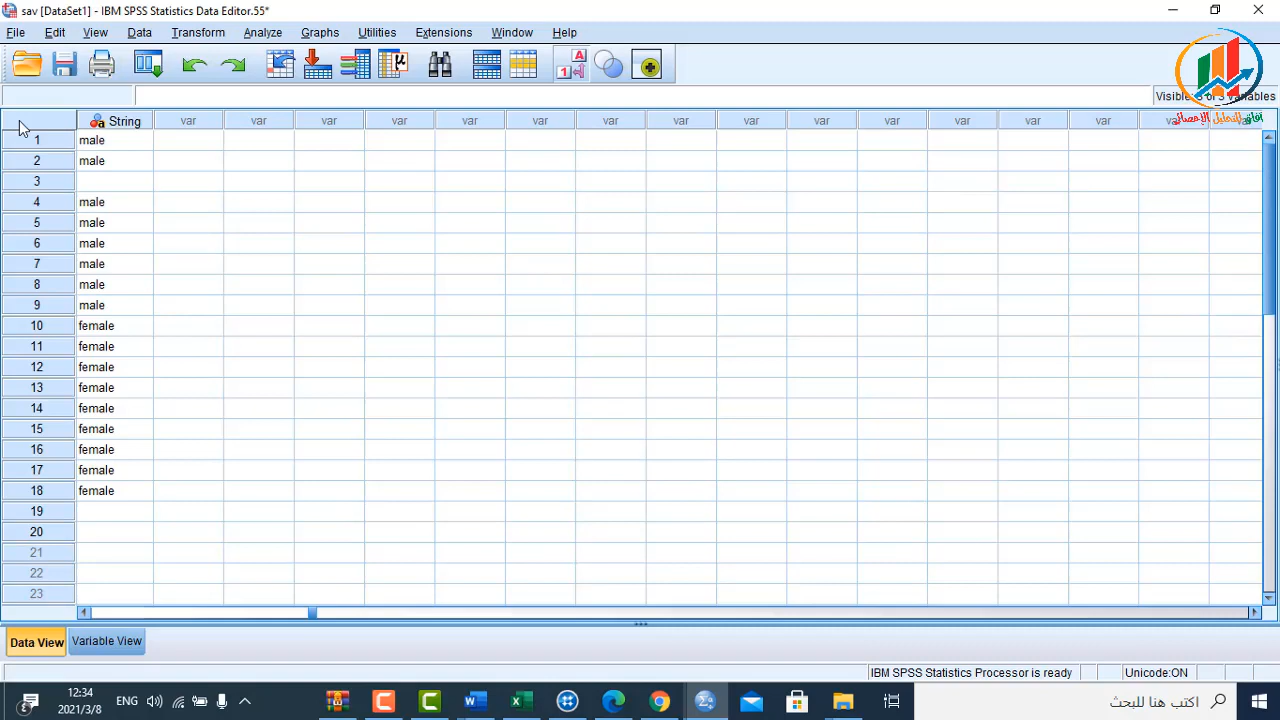 sav [DataSet1] - IBM SPSS Statistics Data Editor.55*
File Edit View Data Transform Analyze Graphs Utilities Extensions Window Help
آفاق للتحليل الإحصائي
String var var var var var var var var var var var var var var var
1 male
2 male
3
4 male
5 male
6 male
7 male
8 male
9 male
10 female
11 female
12 female
13 female
14 female
15 female
16 female
17 female
18 female
19
20
21
22
23
Data View Variable View
IBM SPSS Statistics Processor is ready Unicode:ON
12:34
2021/3/8
ENG
اكتب هنا للبحث